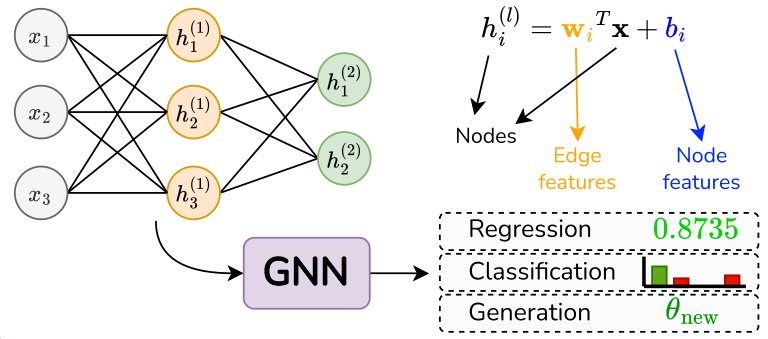 x₁
x₂
x₃
h₁⁽¹⁾
h₂⁽¹⁾
h₃⁽¹⁾
h₁⁽²⁾
h₂⁽²⁾
hᵢ⁽ˡ⁾ = wᵢᵀx + bᵢ
Nodes
Edge
features
Node
features
GNN
Regression 0.8735
Classification
Generation θnew